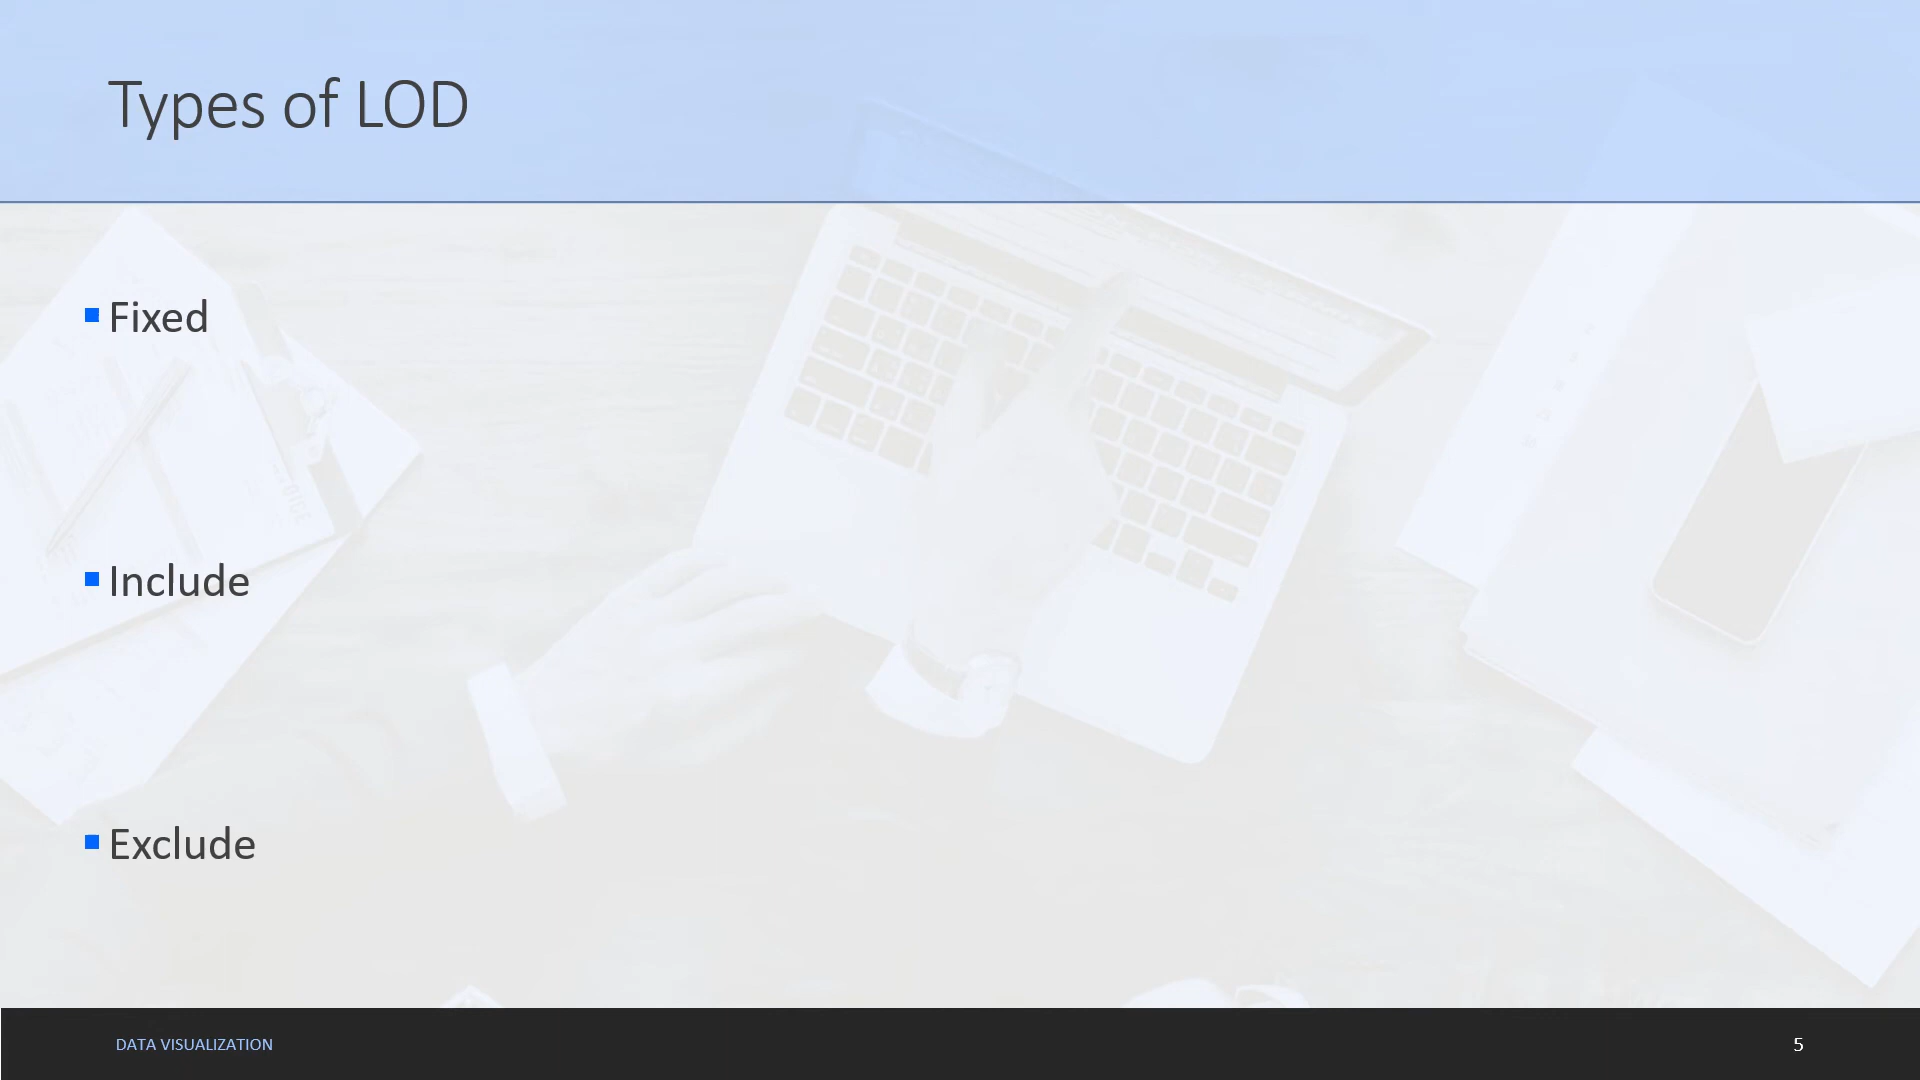 Types of LOD
Fixed
Include
Exclude
DATA VISUALIZATION
5